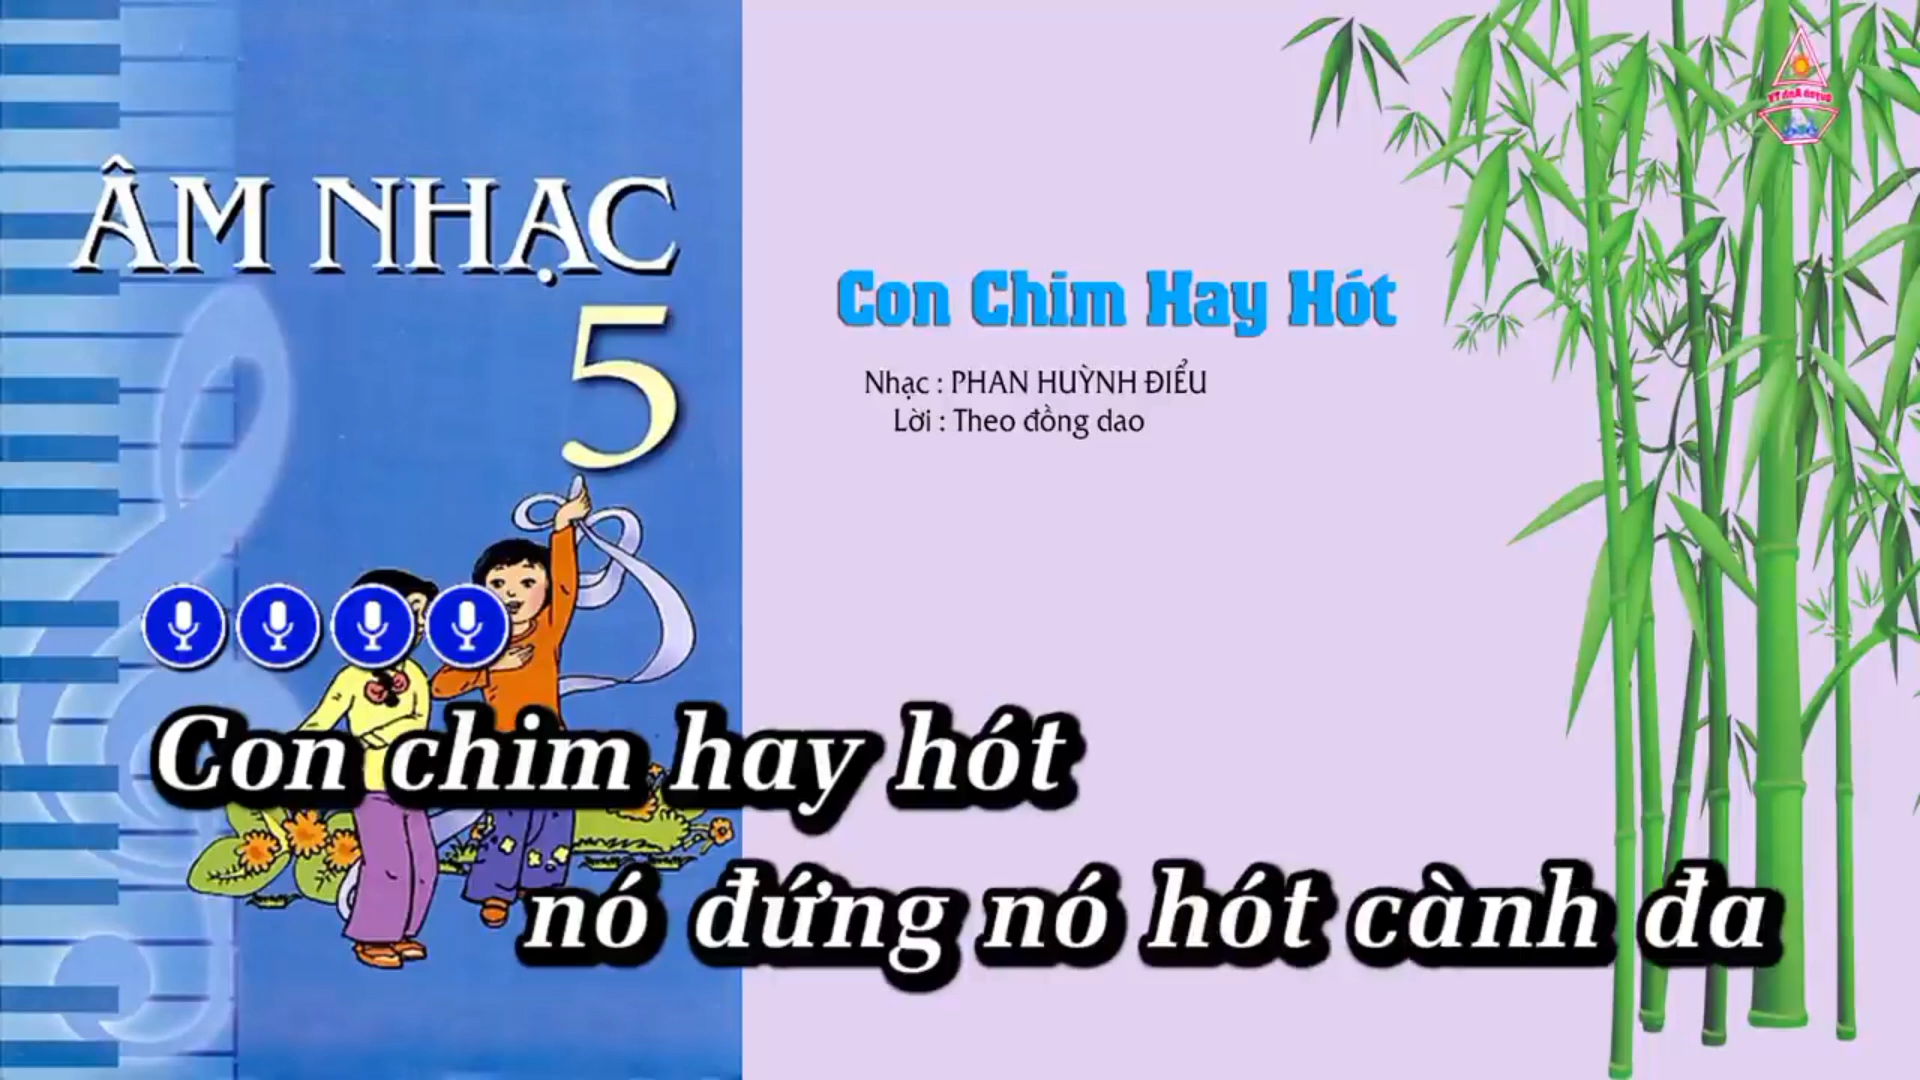 ÂM NHẠC
5
Con Chim Hay Hót
Nhạc : PHAN HUỲNH ĐIỂU
Lời : Theo đồng dao
Con chim hay hót
nó đứng nó hót cành đa